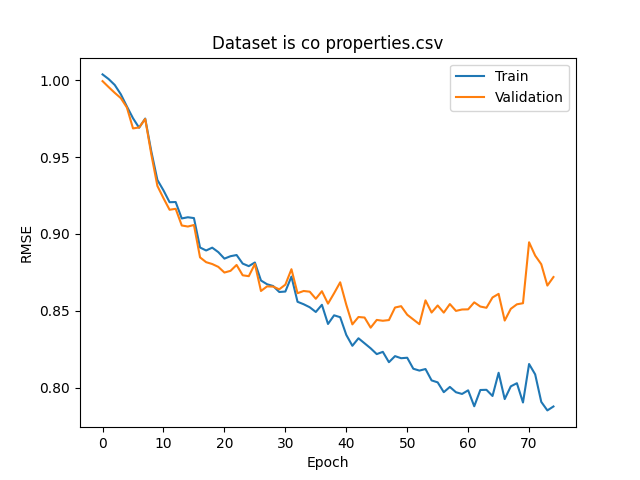 Dataset is co properties.csv
Train
Validation
1.00
0.95
0.90
0.85
0.80
RMSE
0 10 20 30 40 50 60 70
Epoch